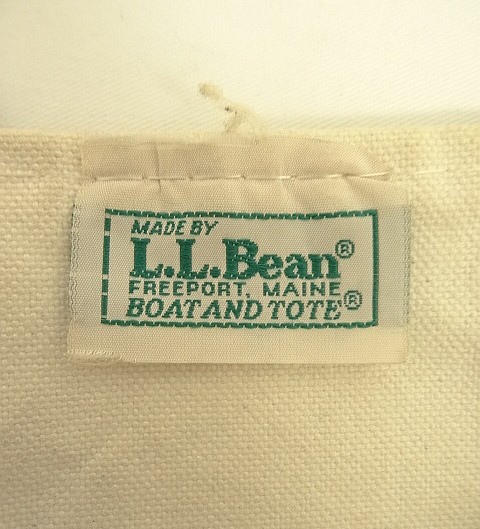 MADE BY
L.L.Bean®
FREEPORT, MAINE
BOAT AND TOTE®